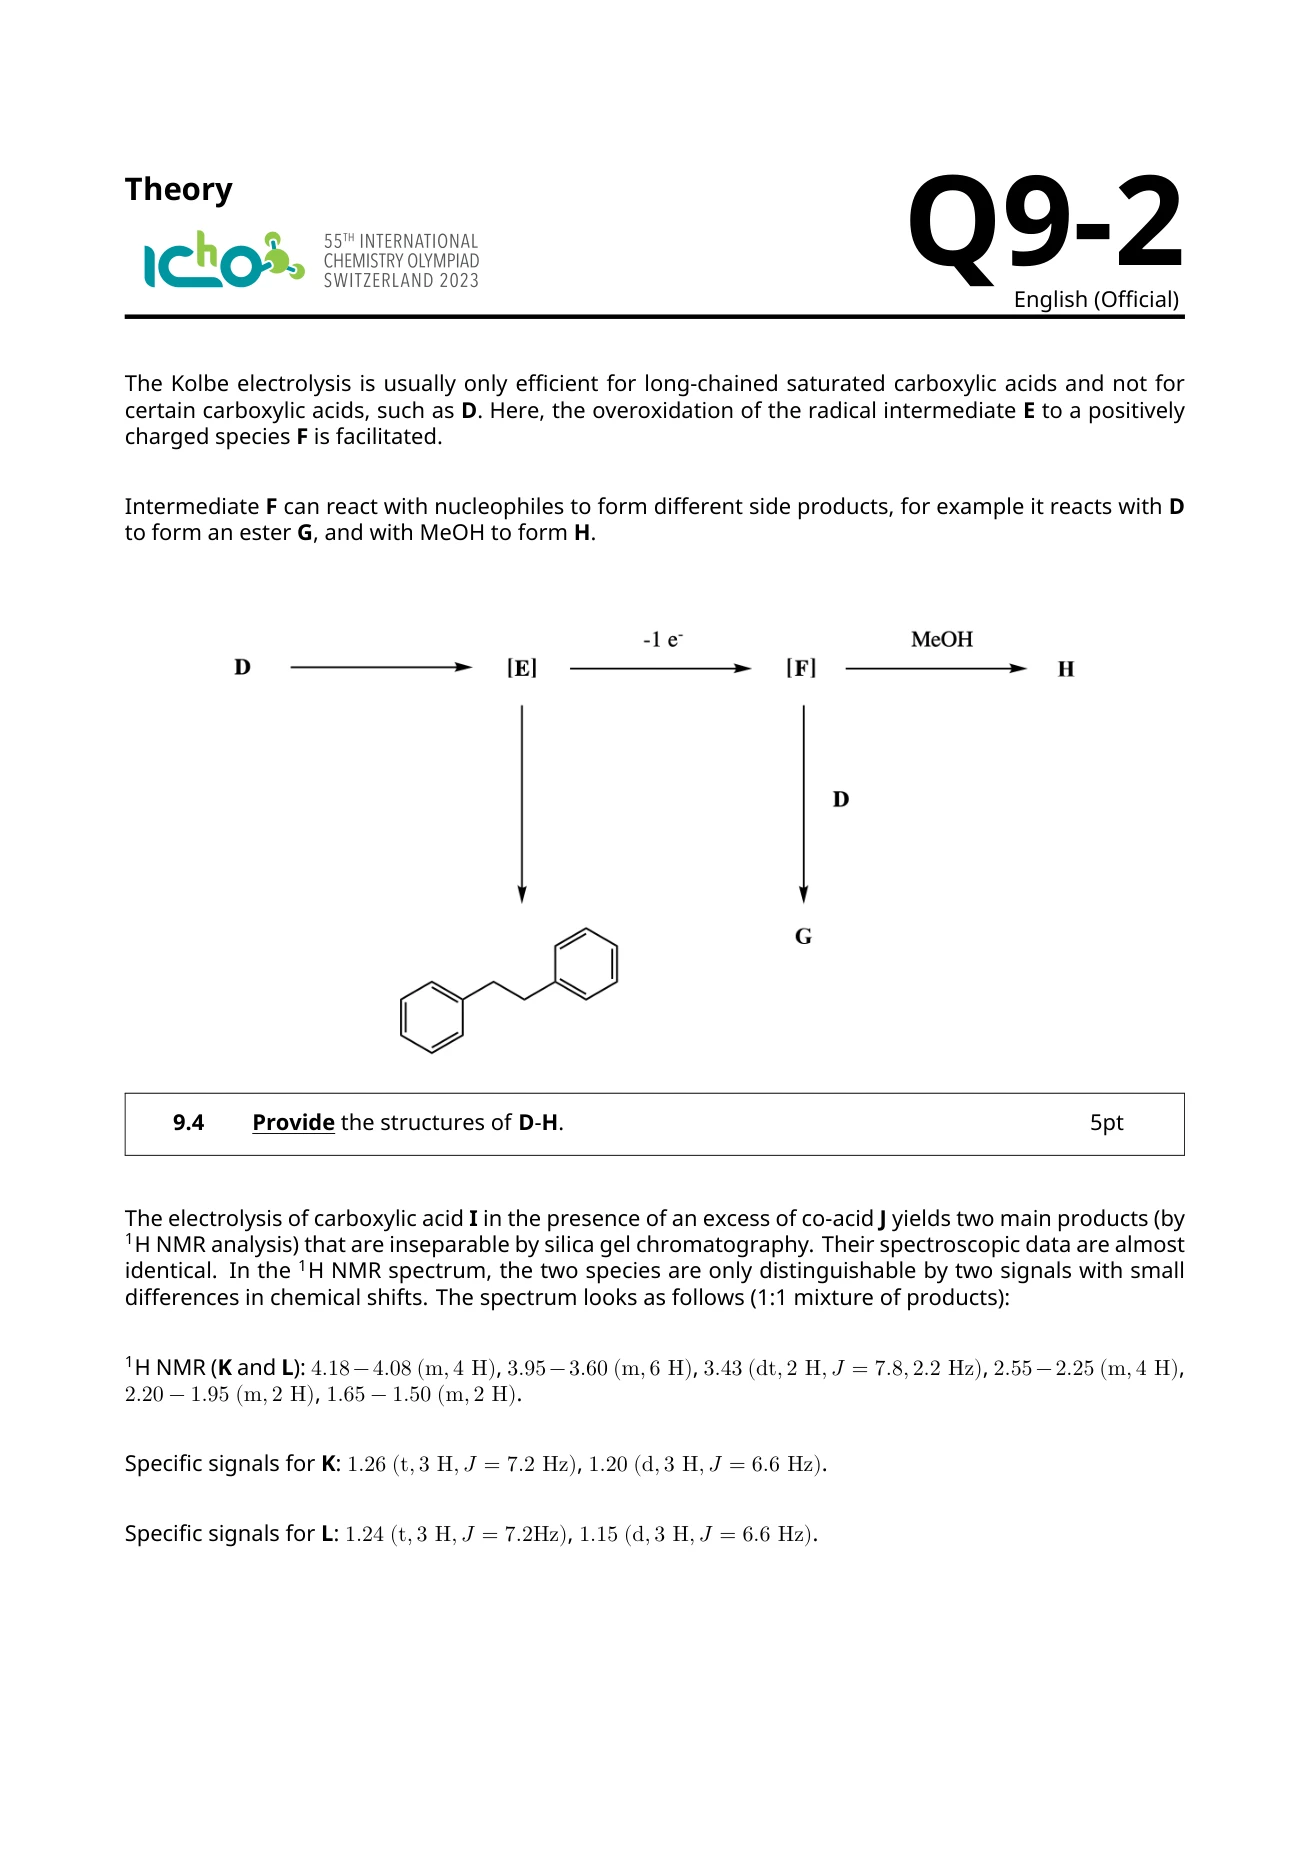 Theory
Q9-2
IChO
55TH INTERNATIONAL
CHEMISTRY OLYMPIAD
SWITZERLAND 2023
English (Official)
The Kolbe electrolysis is usually only efficient for long-chained saturated carboxylic acids and not for
certain carboxylic acids, such as D. Here, the overoxidation of the radical intermediate E to a positively
charged species F is facilitated.
Intermediate F can react with nucleophiles to form different side products, for example it reacts with D
to form an ester G, and with MeOH to form H.
-1 e⁻
MeOH
D
[E]
[F]
H
D
G
9.4 Provide the structures of D-H. 5pt
The electrolysis of carboxylic acid I in the presence of an excess of co-acid J yields two main products (by
¹H NMR analysis) that are inseparable by silica gel chromatography. Their spectroscopic data are almost
identical. In the ¹H NMR spectrum, the two species are only distinguishable by two signals with small
differences in chemical shifts. The spectrum looks as follows (1:1 mixture of products):
¹H NMR (K and L): 4.18 − 4.08 (m, 4 H), 3.95 − 3.60 (m, 6 H), 3.43 (dt, 2 H, J = 7.8, 2.2 Hz), 2.55 − 2.25 (m, 4 H),
2.20 − 1.95 (m, 2 H), 1.65 − 1.50 (m, 2 H).
Specific signals for K: 1.26 (t, 3 H, J = 7.2 Hz), 1.20 (d, 3 H, J = 6.6 Hz).
Specific signals for L: 1.24 (t, 3 H, J = 7.2Hz), 1.15 (d, 3 H, J = 6.6 Hz).